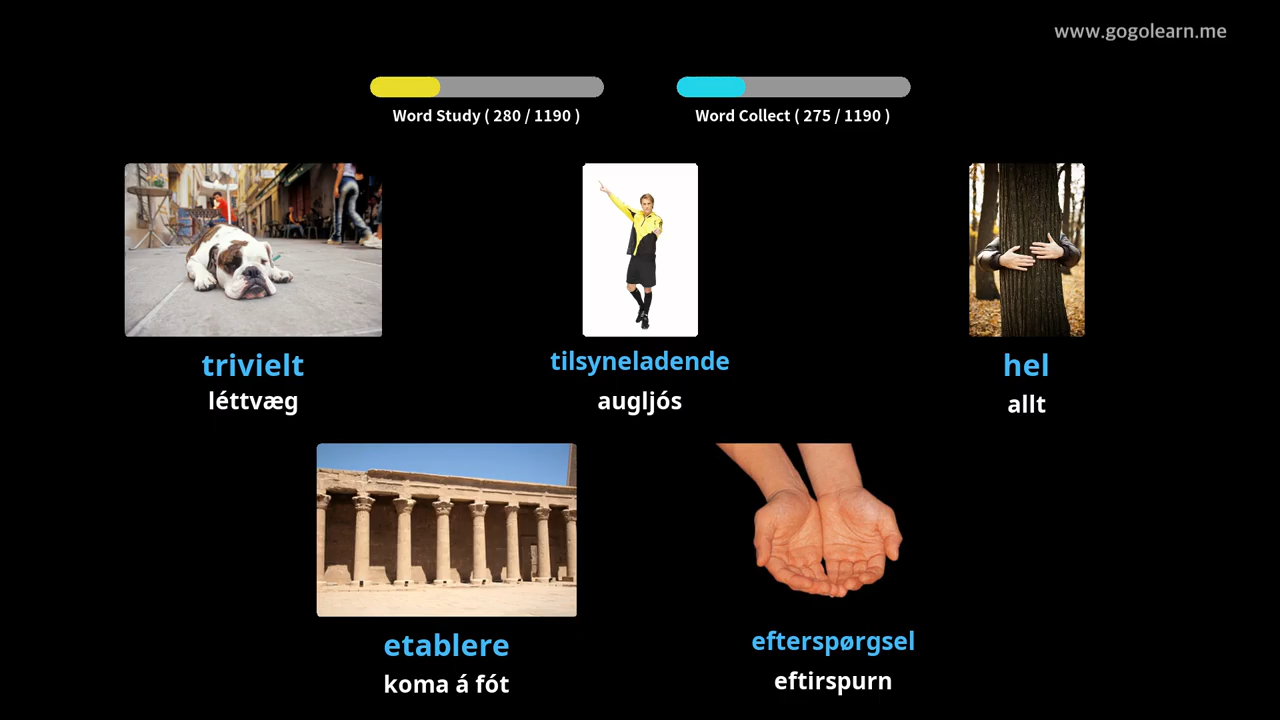 www.gogolearn.me
Word Study ( 280 / 1190 )
Word Collect ( 275 / 1190 )
trivielt
léttvæg
tilsyneladende
augljós
hel
allt
etablere
koma á fót
efterspørgsel
eftirspurn